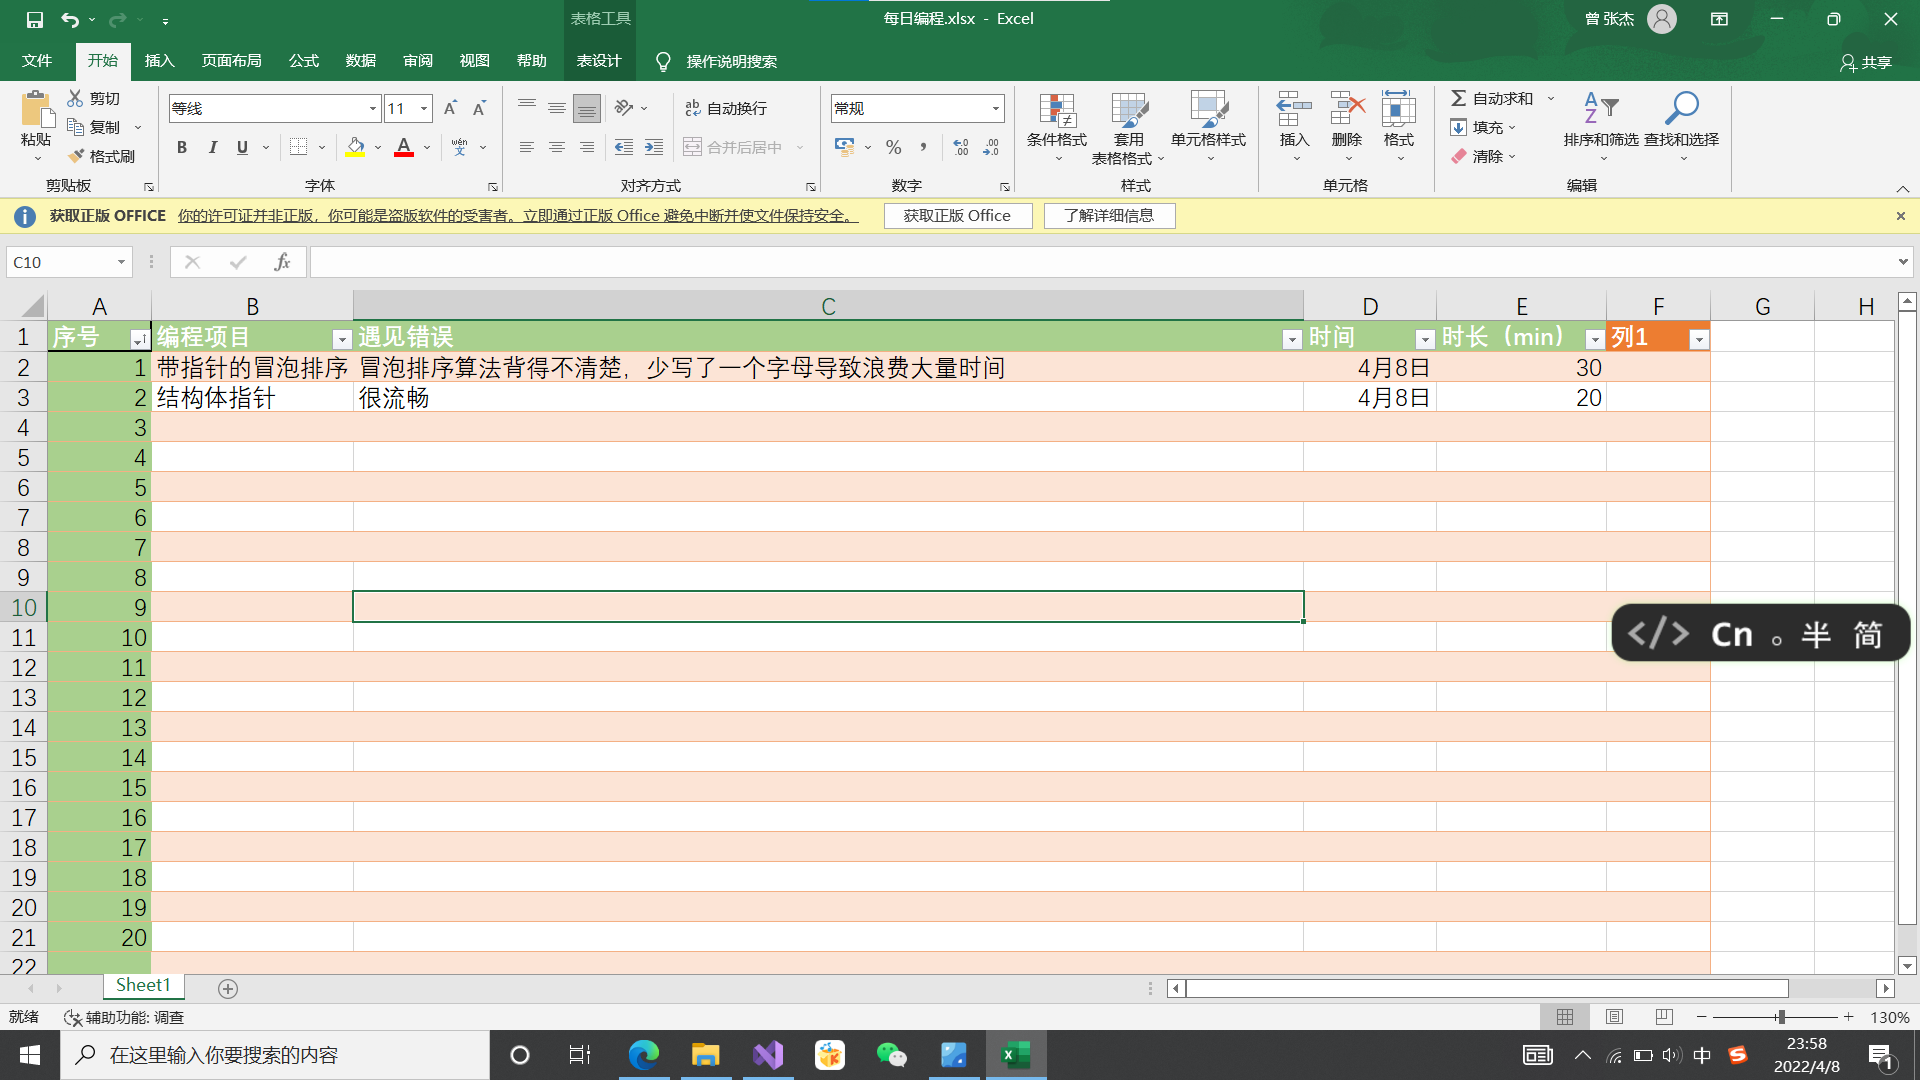 表格工具
每日编程.xlsx - Excel
曾 张杰
文件 开始 插入 页面布局 公式 数据 审阅 视图 帮助 表设计 操作说明搜索 共享
粘贴 剪切 复制 格式刷
等线 11
B I U A wén 文
ab 自动换行
合并后居中
常规
% ,
条件格式 套用 表格格式 单元格样式
插入 删除 格式
自动求和 填充 清除
排序和筛选 查找和选择
剪贴板 字体 对齐方式 数字 样式 单元格 编辑
获取正版 OFFICE 你的许可证并非正版，你可能是盗版软件的受害者。立即通过正版 Office 避免中断并使文件保持安全。 获取正版 Office 了解详细信息
C10 fx
A B C D E F G H
1 序号 编程项目 遇见错误 时间 时长（min） 列1
2 1 带指针的冒泡排序 冒泡排序算法背得不清楚，少写了一个字母导致浪费大量时间 4月8日 30
3 2 结构体指针 很流畅 4月8日 20
4 3
5 4
6 5
7 6
8 7
9 8
10 9
11 10
12 11
13 12
14 13
15 14
16 15
17 16
18 17
19 18
20 19
21 20
22
</> Cn 。 半 简
Sheet1
就绪 辅助功能: 调查 130%
在这里输入你要搜索的内容
中
23:58
2022/4/8
1